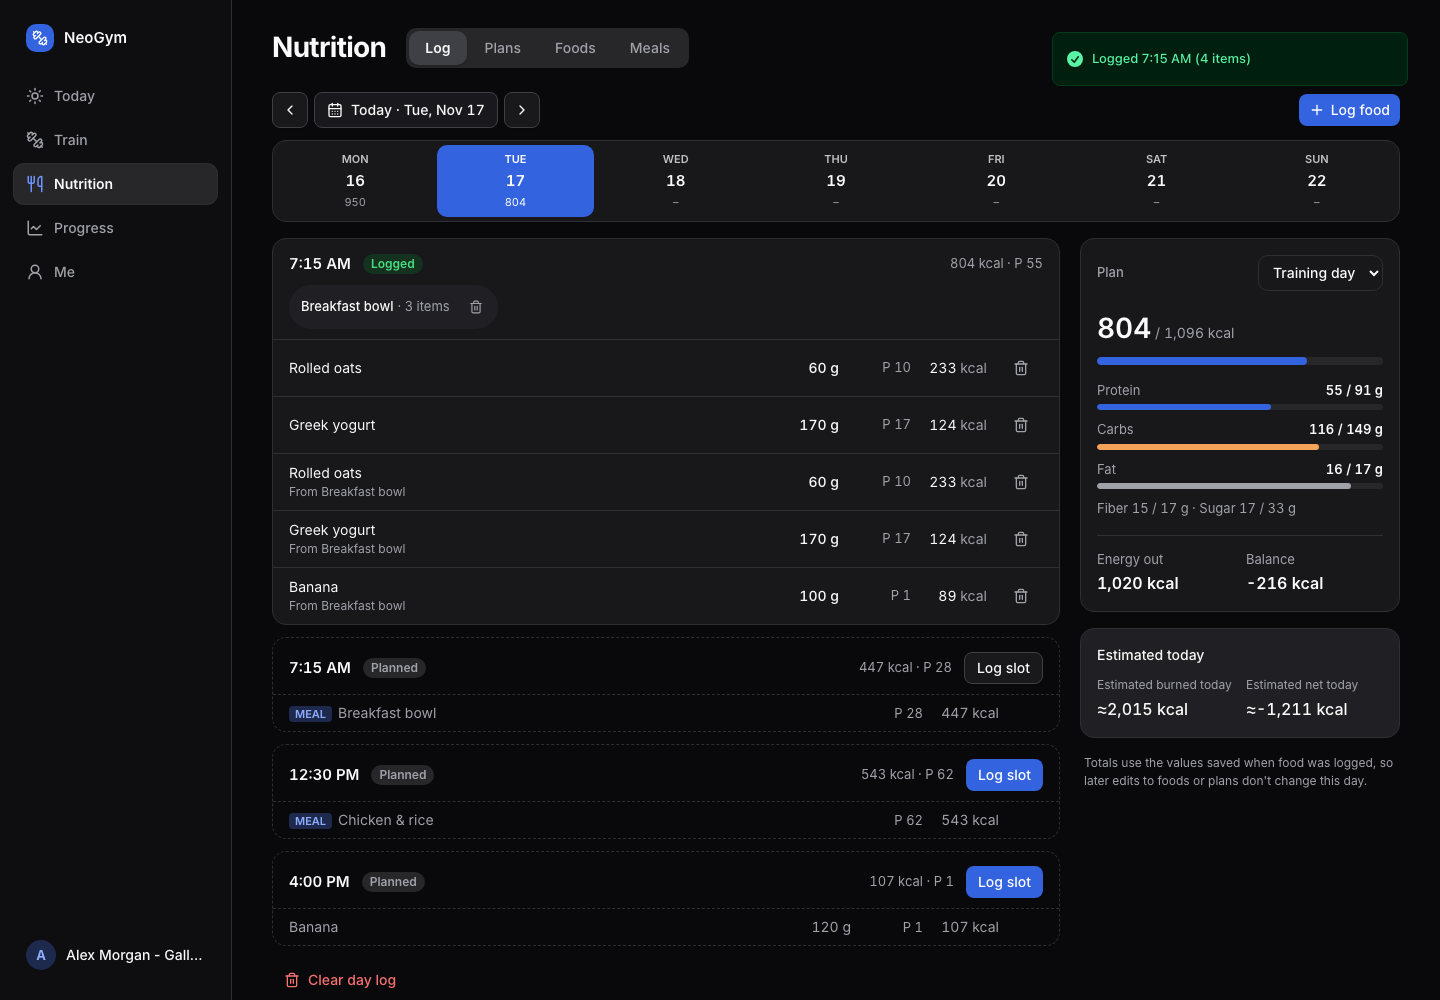 NeoGym
Today
Train
Nutrition
Progress
Me
Alex Morgan - Gall...
A
Nutrition
Log
Plans
Foods
Meals
Logged 7:15 AM (4 items)
Today · Tue, Nov 17
+ Log food
MON
16
950
TUE
17
804
WED
18
–
THU
19
–
FRI
20
–
SAT
21
–
SUN
22
–
7:15 AM Logged 804 kcal · P 55
Breakfast bowl · 3 items
Rolled oats 60 g P 10 233 kcal
Greek yogurt 170 g P 17 124 kcal
Rolled oats 60 g P 10 233 kcal
From Breakfast bowl
Greek yogurt 170 g P 17 124 kcal
From Breakfast bowl
Banana 100 g P 1 89 kcal
From Breakfast bowl
7:15 AM Planned 447 kcal · P 28 Log slot
MEAL Breakfast bowl P 28 447 kcal
12:30 PM Planned 543 kcal · P 62 Log slot
MEAL Chicken & rice P 62 543 kcal
4:00 PM Planned 107 kcal · P 1 Log slot
Banana 120 g P 1 107 kcal
Clear day log
Plan Training day
804 / 1,096 kcal
Protein 55 / 91 g
Carbs 116 / 149 g
Fat 16 / 17 g
Fiber 15 / 17 g · Sugar 17 / 33 g
Energy out Balance
1,020 kcal -216 kcal
Estimated today
Estimated burned today Estimated net today
≈2,015 kcal ≈-1,211 kcal
Totals use the values saved when food was logged, so
later edits to foods or plans don't change this day.